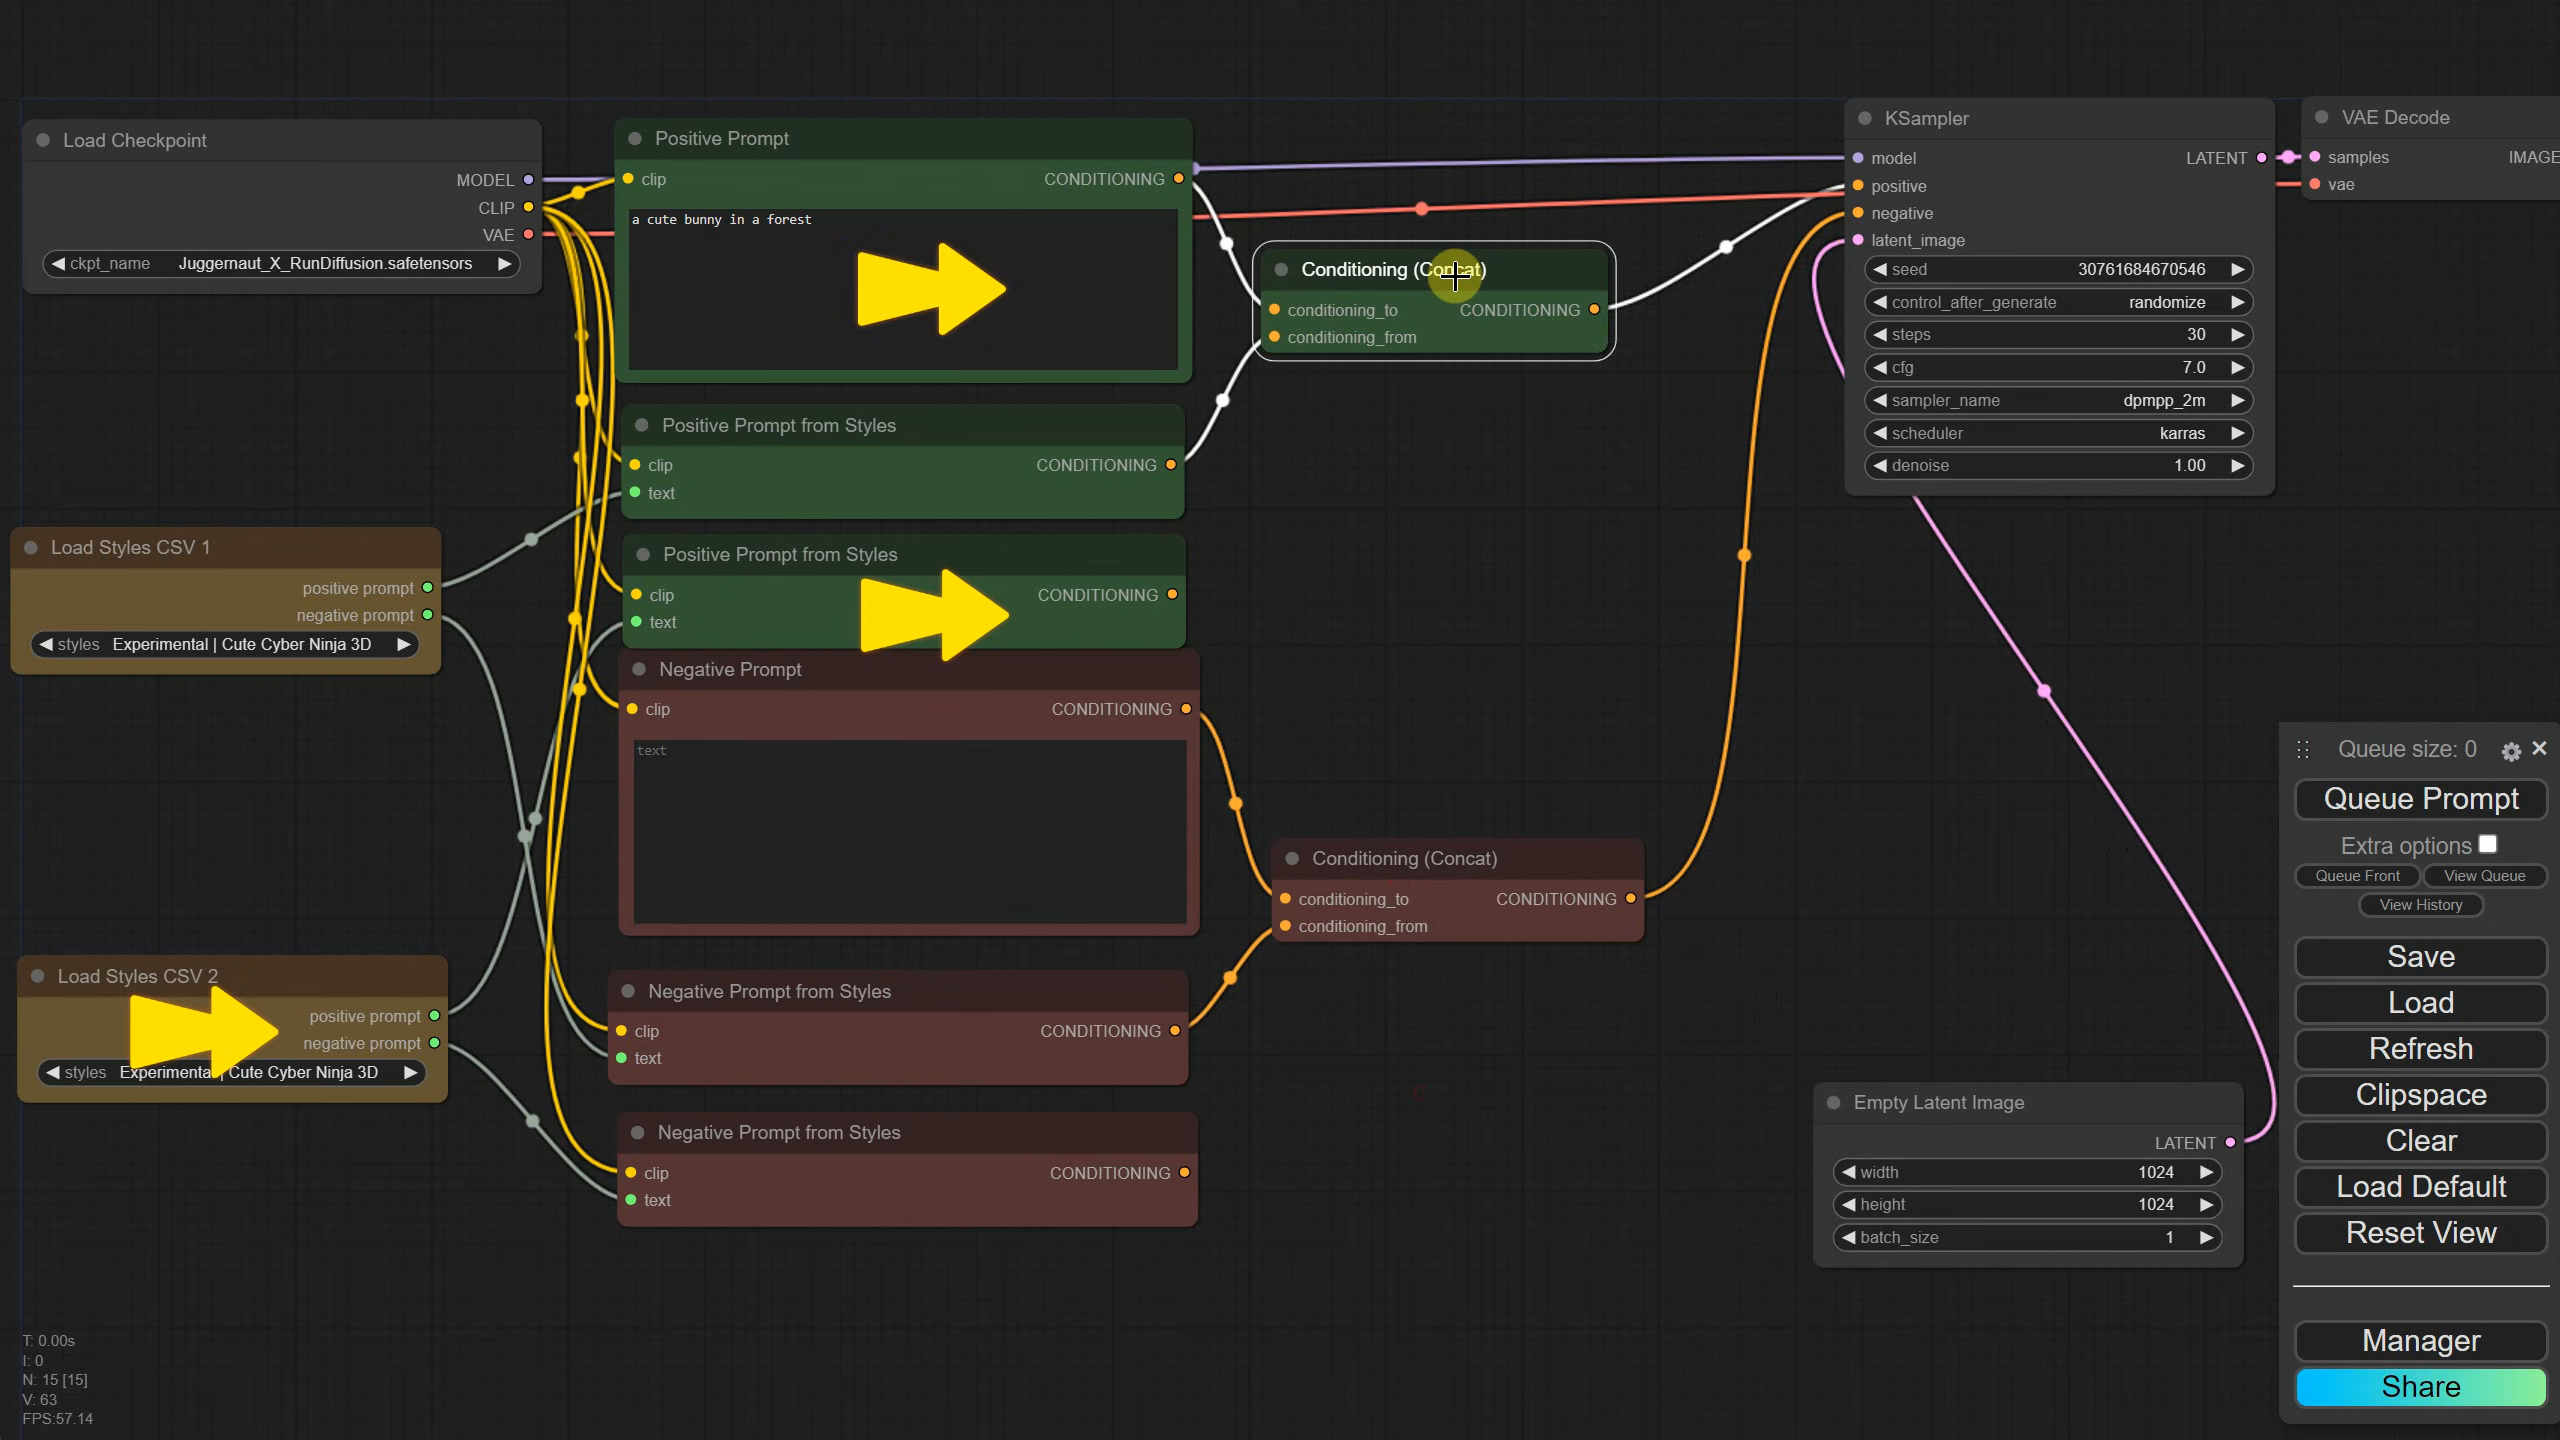 Load Checkpoint
MODEL
CLIP
VAE
ckpt_name Juggernaut_X_RunDiffusion.safetensors
Positive Prompt
clip CONDITIONING
a cute bunny in a forest
Conditioning (Concat)
conditioning_to CONDITIONING
conditioning_from
KSampler
model LATENT
positive
negative
latent_image
seed 30761684670546
control_after_generate randomize
steps 30
cfg 7.0
sampler_name dpmpp_2m
scheduler karras
denoise 1.00
VAE Decode
samples IMAGE
vae
Positive Prompt from Styles
clip CONDITIONING
text
Load Styles CSV 1
positive prompt
negative prompt
styles Experimental | Cute Cyber Ninja 3D
Positive Prompt from Styles
clip CONDITIONING
text
Negative Prompt
clip CONDITIONING
text
Conditioning (Concat)
conditioning_to CONDITIONING
conditioning_from
Load Styles CSV 2
positive prompt
negative prompt
styles Experimental | Cute Cyber Ninja 3D
Negative Prompt from Styles
clip CONDITIONING
text
Negative Prompt from Styles
clip CONDITIONING
text
Empty Latent Image
LATENT
width 1024
height 1024
batch_size 1
Queue size: 0
Queue Prompt
Extra options
Queue Front View Queue
View History
Save
Load
Refresh
Clipspace
Clear
Load Default
Reset View
Manager
Share
T: 0.00s
I: 0
N: 15 [15]
V: 63
FPS:57.14